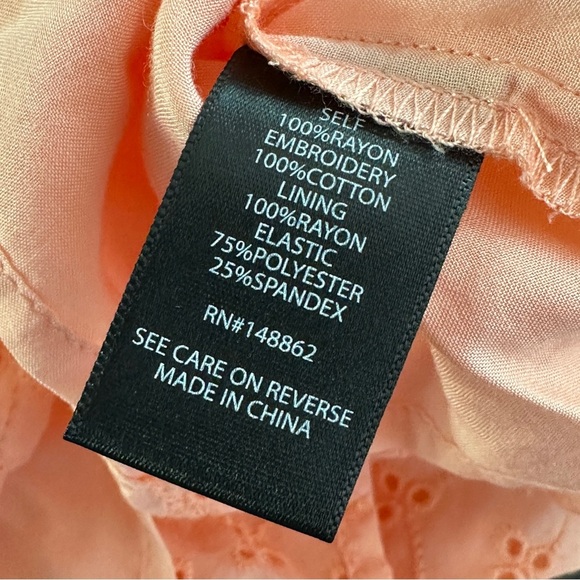 SELF
100%RAYON
EMBROIDERY
100%COTTON
LINING
100%RAYON
ELASTIC
75%POLYESTER
25%SPANDEX
RN#148862
SEE CARE ON REVERSE
MADE IN CHINA